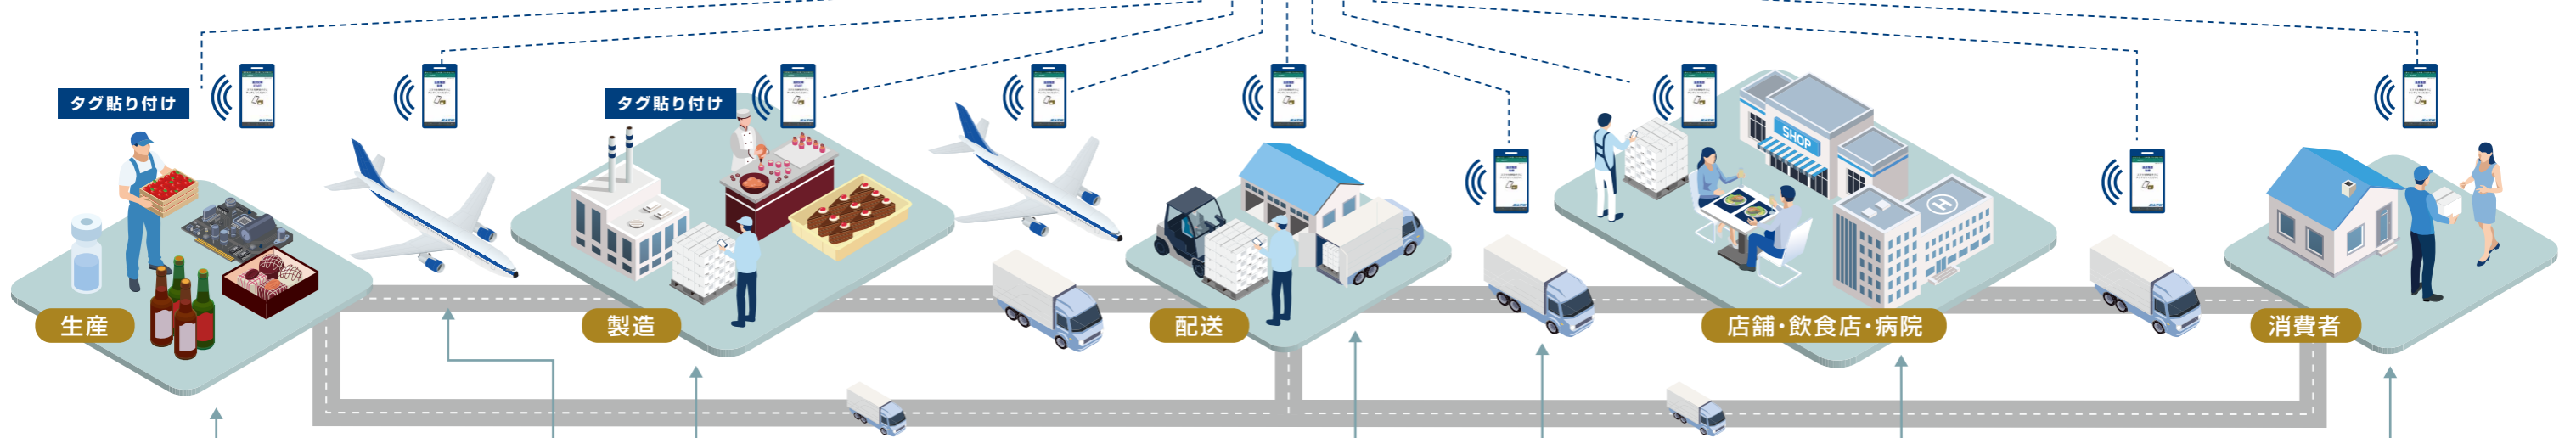 タグ貼り付け
タグ貼り付け
SHOP
H
生産
製造
配送
店舗・飲食店・病院
消費者